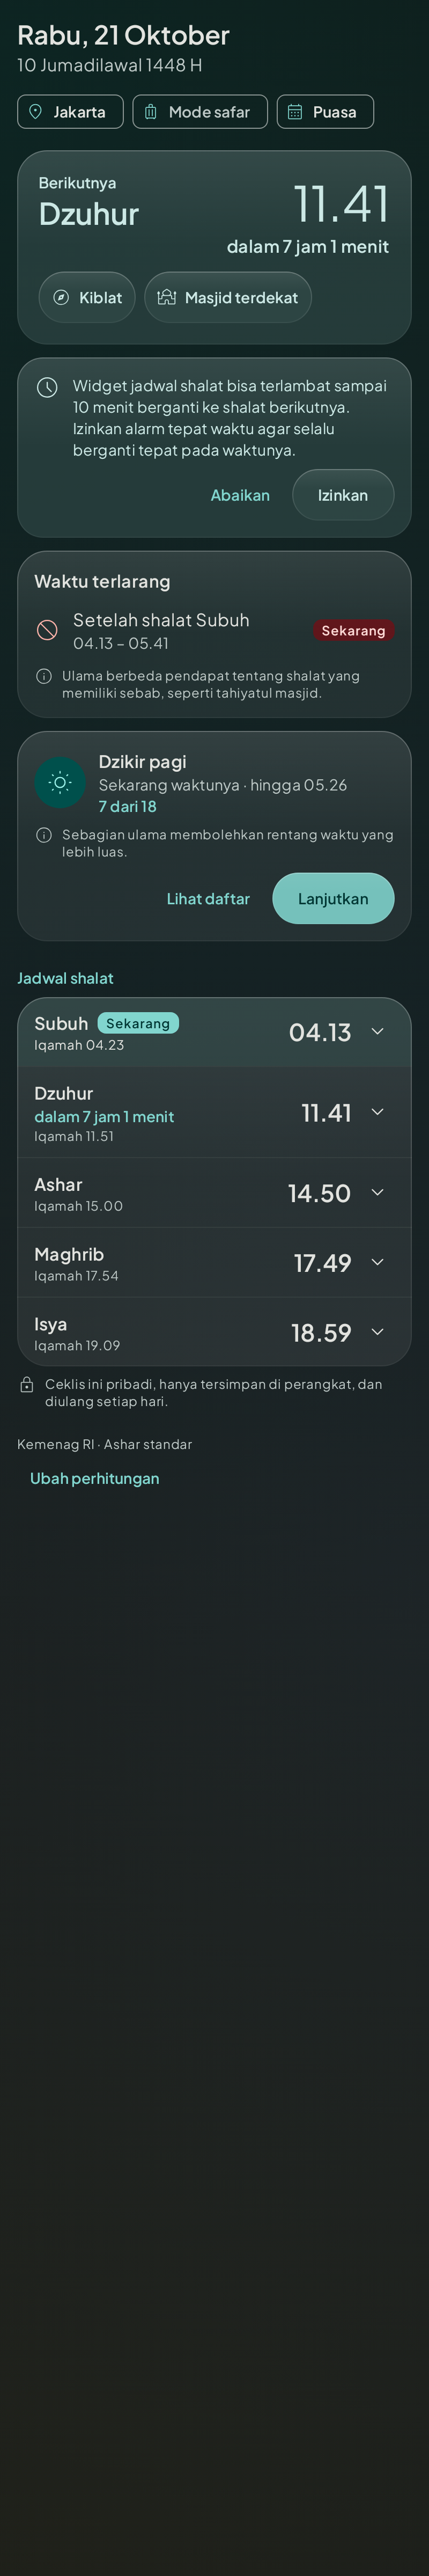 Rabu, 21 Oktober
10 Jumadilawal 1448 H
Jakarta
Mode safar
Puasa
Berikutnya
Dzuhur
11.41
dalam 7 jam 1 menit
Kiblat
Masjid terdekat
Widget jadwal shalat bisa terlambat sampai
10 menit berganti ke shalat berikutnya.
Izinkan alarm tepat waktu agar selalu
berganti tepat pada waktunya.
Abaikan
Izinkan
Waktu terlarang
Setelah shalat Subuh
04.13 – 05.41
Sekarang
Ulama berbeda pendapat tentang shalat yang
memiliki sebab, seperti tahiyatul masjid.
Dzikir pagi
Sekarang waktunya · hingga 05.26
7 dari 18
Sebagian ulama membolehkan rentang waktu yang
lebih luas.
Lihat daftar
Lanjutkan
Jadwal shalat
Subuh
Sekarang
Iqamah 04.23
04.13
Dzuhur
dalam 7 jam 1 menit
Iqamah 11.51
11.41
Ashar
Iqamah 15.00
14.50
Maghrib
Iqamah 17.54
17.49
Isya
Iqamah 19.09
18.59
Ceklis ini pribadi, hanya tersimpan di perangkat, dan
diulang setiap hari.
Kemenag RI · Ashar standar
Ubah perhitungan